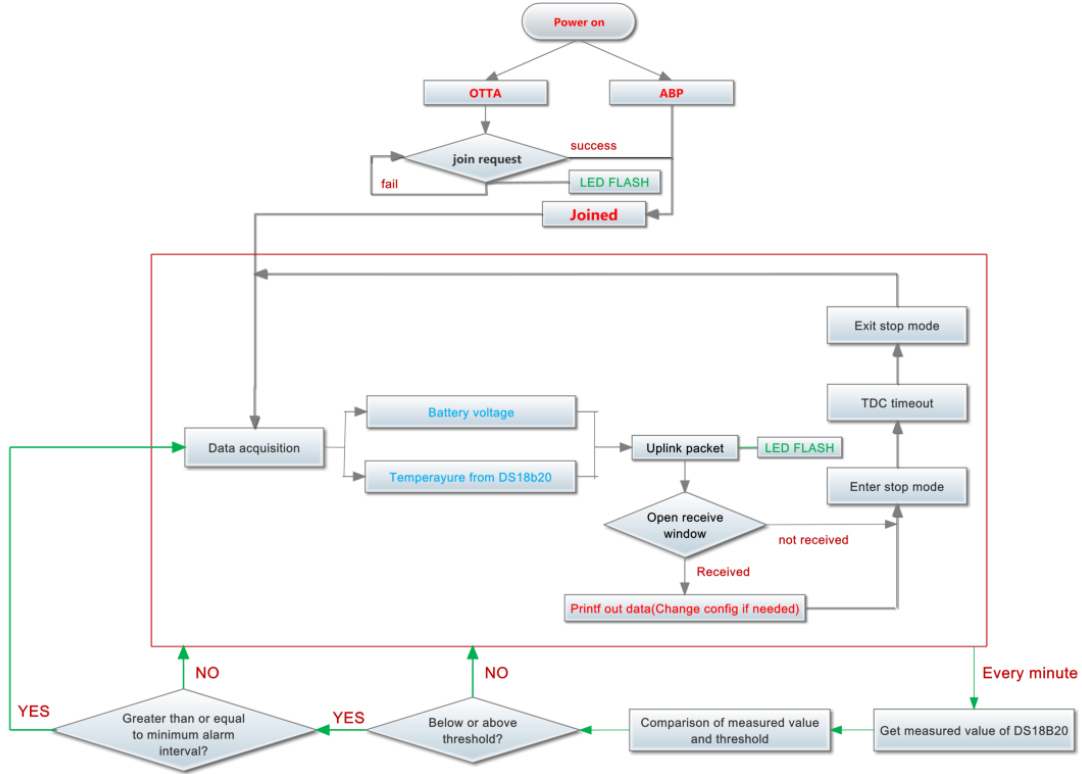 Power on
OTTA
ABP
join request
success
fail
LED FLASH
Joined
Exit stop mode
TDC timeout
Battery voltage
Data acquisition
Uplink packet
LED FLASH
Temperayure from DS18b20
Enter stop mode
Open receive
window
not received
Received
Printf out data(Change config if needed)
NO
NO
Every minute
YES
Greater than or equal
to minimum alarm
interval?
YES
Below or above
threshold?
Comparison of measured value
and threshold
Get measured value of DS18B20